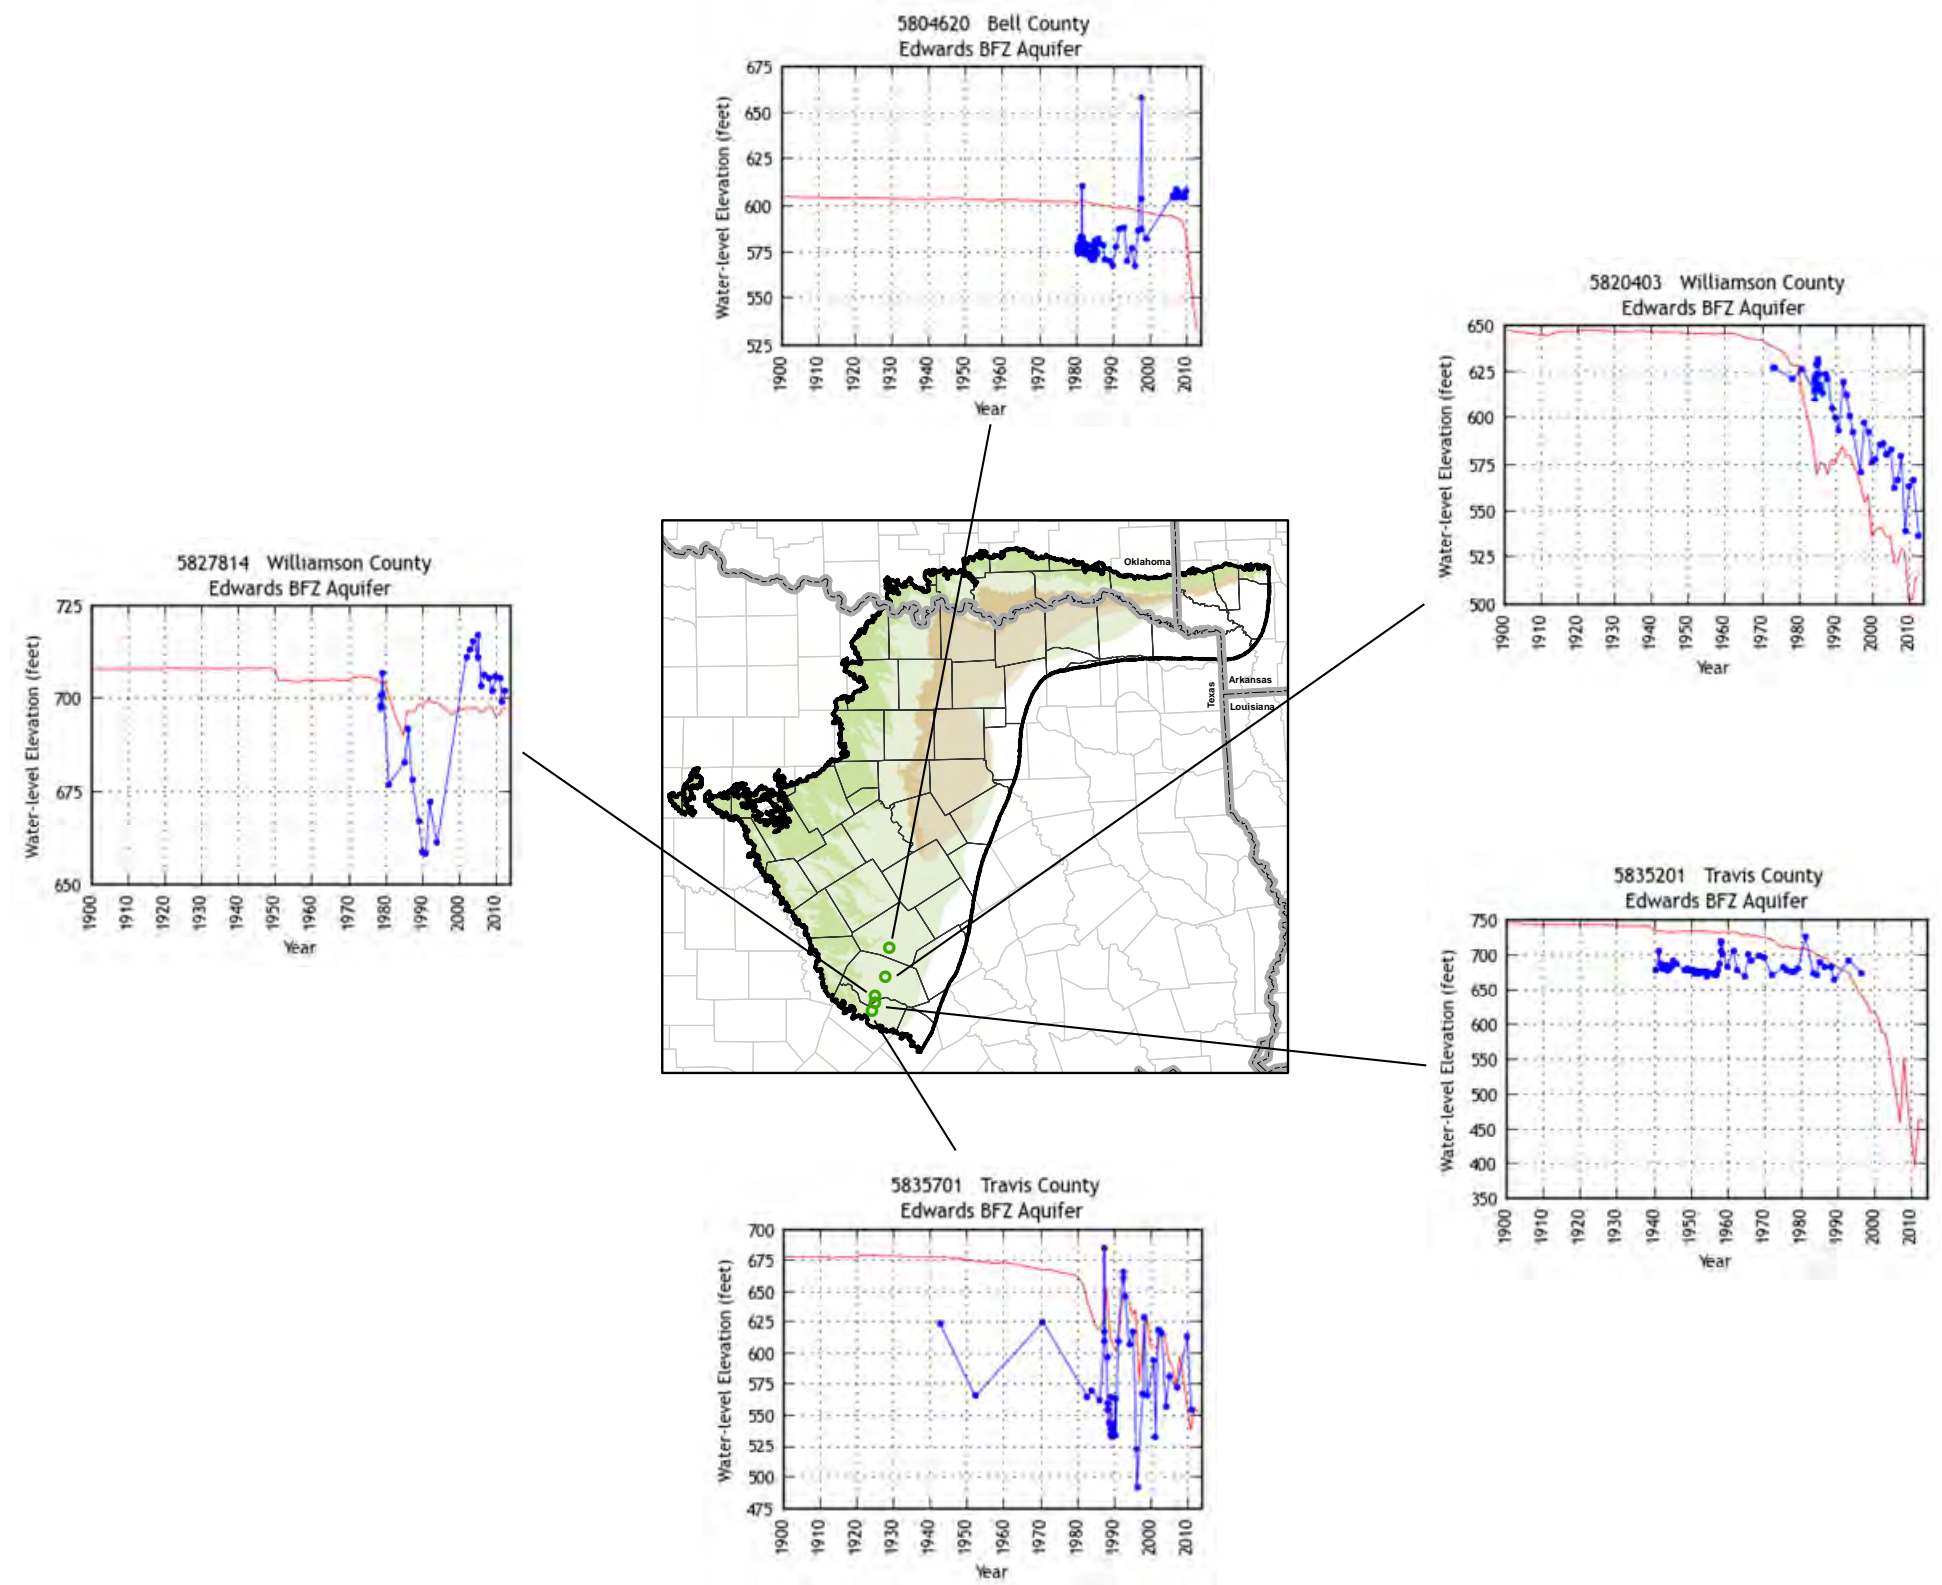 5804620 Bell County
Edwards BFZ Aquifer
Water-level Elevation (feet)
675
650
625
600
575
550
525
1900 1910 1920 1930 1940 1950 1960 1970 1980 1990 2000 2010
Year
5820403 Williamson County
Edwards BFZ Aquifer
Water-level Elevation (feet)
650
625
600
575
550
525
500
1900 1910 1920 1930 1940 1950 1960 1970 1980 1990 2000 2010
Year
5827814 Williamson County
Edwards BFZ Aquifer
Water-level Elevation (feet)
725
700
675
650
1900 1910 1920 1930 1940 1950 1960 1970 1980 1990 2000 2010
Year
Oklahoma
Texas
Arkansas
Louisiana
5835201 Travis County
Edwards BFZ Aquifer
Water-level Elevation (feet)
750
700
650
600
550
500
450
400
350
1900 1910 1920 1930 1940 1950 1960 1970 1980 1990 2000 2010
Year
5835701 Travis County
Edwards BFZ Aquifer
Water-level Elevation (feet)
700
675
650
625
600
575
550
525
500
475
1900 1910 1920 1930 1940 1950 1960 1970 1980 1990 2000 2010
Year